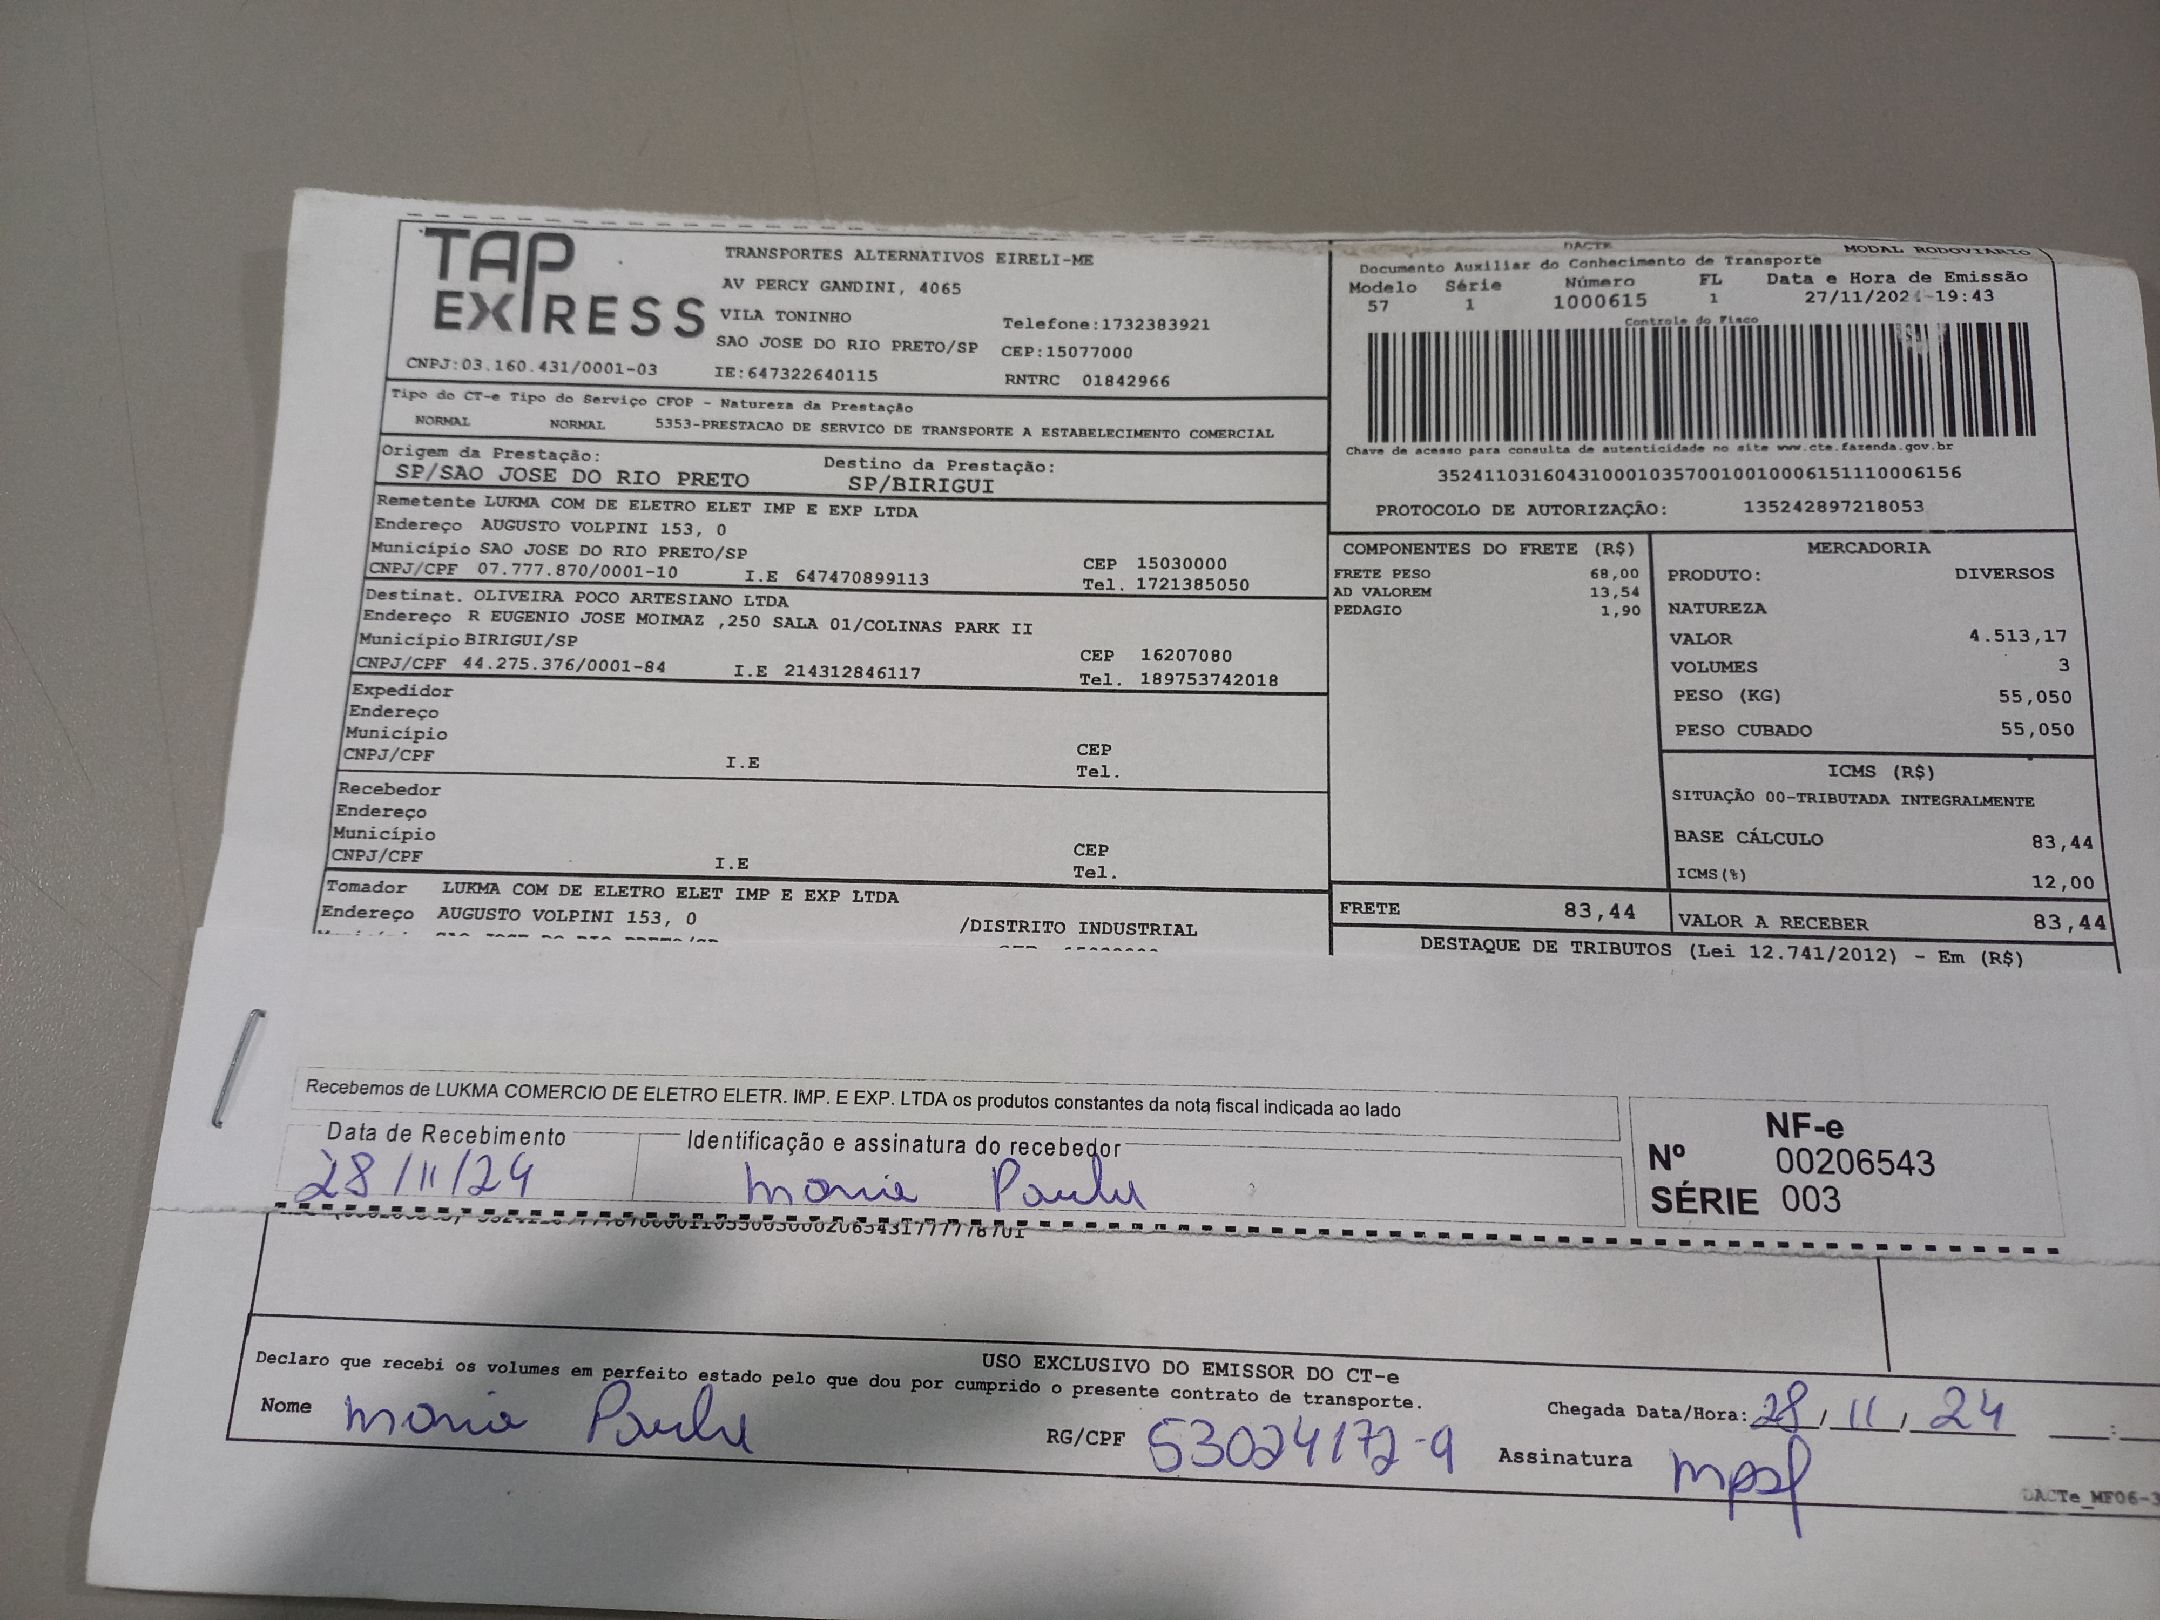 TAP
EXPRESS
TRANSPORTES ALTERNATIVOS EIRELI-ME
AV PERCY GANDINI, 4065
VILA TONINHO
Telefone:1732383921
SAO JOSE DO RIO PRETO/SP CEP:15077000
CNPJ:03.160.431/0001-03 IE:647322640115 RNTRC 01842966
DACTE MODAL RODOVIÁRIO
Documento Auxiliar do Conhecimento de Transporte
Modelo Série Número FL Data e Hora de Emissão
57 1 1000615 1 27/11/202 -19:43
Controle do Fisco
Chave de acesso para consulta de autenticidade no site www.cte.fazenda.gov.br
35241103160431000103570010010006151110006156
PROTOCOLO DE AUTORIZAÇÃO: 135242897218053
Tipo do CT-e Tipo do Serviço CFOP - Natureza da Prestação
NORMAL NORMAL 5353-PRESTACAO DE SERVICO DE TRANSPORTE A ESTABELECIMENTO COMERCIAL
Origem da Prestação: Destino da Prestação:
SP/SAO JOSE DO RIO PRETO SP/BIRIGUI
Remetente LUKMA COM DE ELETRO ELET IMP E EXP LTDA
Endereço AUGUSTO VOLPINI 153, 0
Município SAO JOSE DO RIO PRETO/SP CEP 15030000
CNPJ/CPF 07.777.870/0001-10 I.E 647470899113 Tel. 1721385050
Destinat. OLIVEIRA POCO ARTESIANO LTDA
Endereço R EUGENIO JOSE MOIMAZ ,250 SALA 01/COLINAS PARK II
Município BIRIGUI/SP CEP 16207080
CNPJ/CPF 44.275.376/0001-84 I.E 214312846117 Tel. 189753742018
Expedidor
Endereço
Município CEP
CNPJ/CPF I.E Tel.
Recebedor
Endereço
Município CEP
CNPJ/CPF I.E Tel.
Tomador LUKMA COM DE ELETRO ELET IMP E EXP LTDA
Endereço AUGUSTO VOLPINI 153, 0 /DISTRITO INDUSTRIAL
COMPONENTES DO FRETE (R$)
FRETE PESO 68,00
AD VALOREM 13,54
PEDAGIO 1,90
FRETE 83,44
MERCADORIA
PRODUTO: DIVERSOS
NATUREZA
VALOR 4.513,17
VOLUMES 3
PESO (KG) 55,050
PESO CUBADO 55,050
ICMS (R$)
SITUAÇÃO 00-TRIBUTADA INTEGRALMENTE
BASE CÁLCULO 83,44
ICMS(%) 12,00
VALOR A RECEBER 83,44
DESTAQUE DE TRIBUTOS (Lei 12.741/2012) - Em (R$)
Recebemos de LUKMA COMERCIO DE ELETRO ELETR. IMP. E EXP. LTDA os produtos constantes da nota fiscal indicada ao lado
Data de Recebimento Identificação e assinatura do recebedor
28/11/24 Maria Paula
NF-e
Nº 00206543
SÉRIE 003
USO EXCLUSIVO DO EMISSOR DO CT-e
Declaro que recebi os volumes em perfeito estado pelo que dou por cumprido o presente contrato de transporte.
Nome Maria Paula RG/CPF 53024172-9 Chegada Data/Hora: 28/11/24 :
Assinatura
DACTe_MF06-3